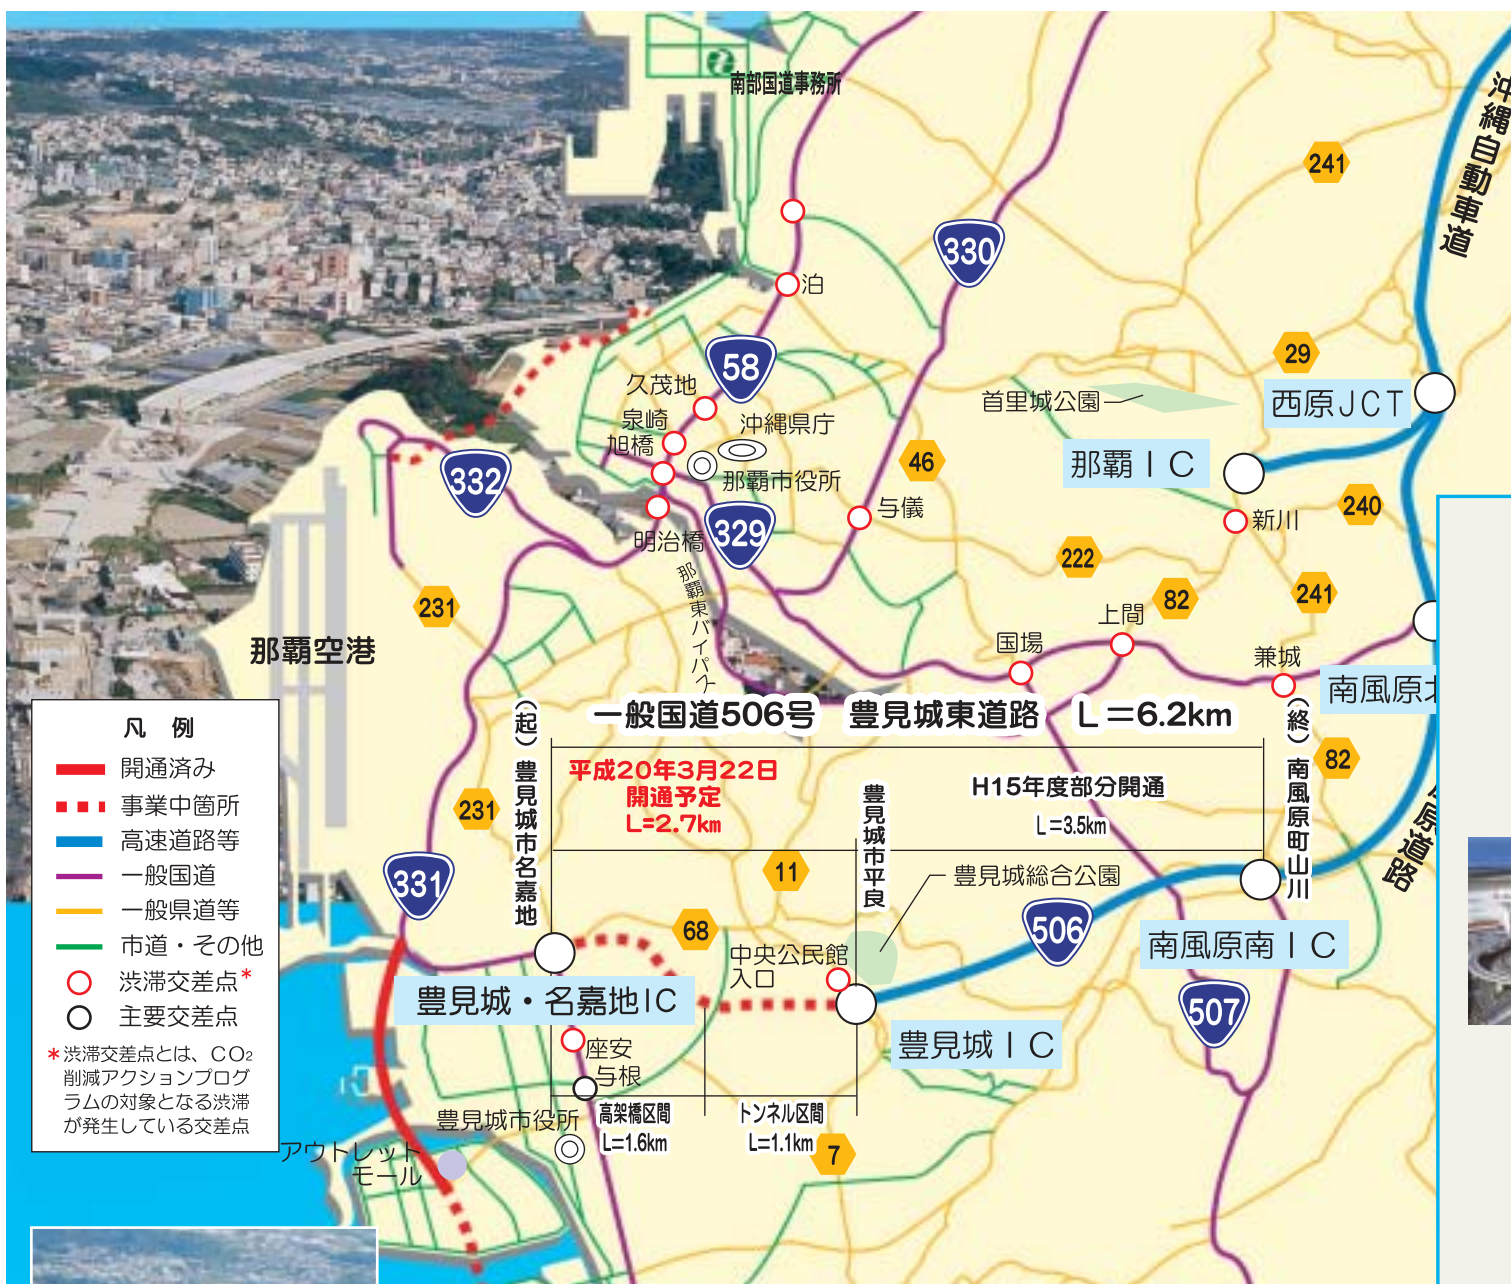 南部国道事務所
沖縄自動車道
241
330
泊
58
29
久茂地
首里城公園
西原JCT
泉崎
沖縄県庁
旭橋
46
那覇IC
332
那覇市役所
与儀
240
新川
329
明治橋
222
那覇東バイパス
82
241
231
上間
国場
兼城
那覇空港
南風原北
凡 例
開通済み
事業中箇所
高速道路等
一般国道
一般県道等
市道・その他
渋滞交差点*
主要交差点
*渋滞交差点とは、CO2
削減アクションプログ
ラムの対象となる渋滞
が発生している交差点
一般国道506号 豊見城東道路 L=6.2km
(起)豊見城市名嘉地
(終)南風原町山川
平成20年3月22日
開通予定
L=2.7km
豊見城市平良
H15年度部分開通
L=3.5km
82
231
原道路
11
331
豊見城総合公園
68
506
中央公民館
入口
南風原南IC
豊見城・名嘉地IC
507
豊見城IC
座安
与根
豊見城市役所
高架橋区間
L=1.6km
トンネル区間
L=1.1km
7
アウトレット
モール